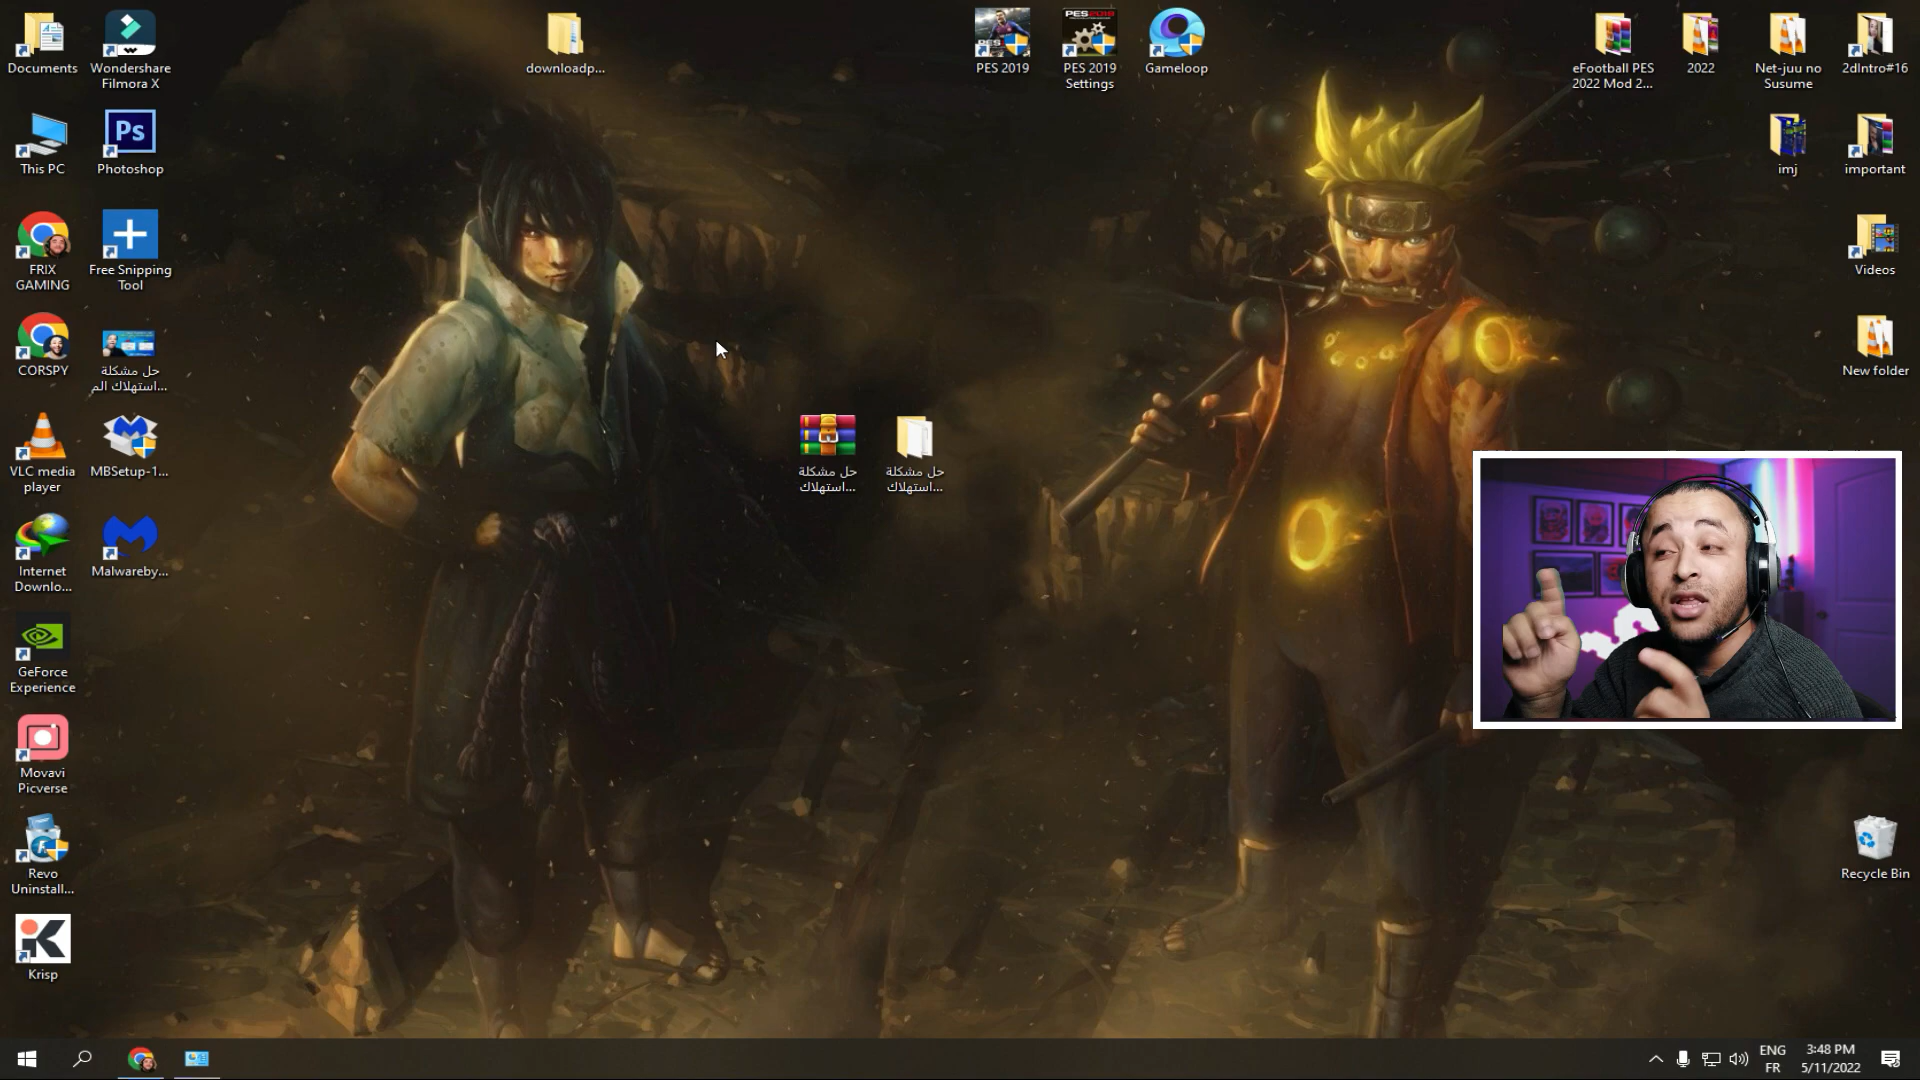 Documents
Wondershare
Filmora X
downloadp...
PES 2019
PES 2019
Settings
Gameloop
eFootball PES
2022 Mod 2...
2022
Net-juu no
Susume
2dIntro#16
This PC
Ps
Photoshop
imj
important
FRIX
GAMING
Free Snipping
Tool
Videos
CORSPY
حل مشكلة
استهلاك الم...
New folder
VLC media
player
MBSetup-1...
حل مشكلة
استهلاك...
حل مشكلة
استهلاك...
Internet
Downlo...
Malwareby...
GeForce
Experience
Movavi
Picverse
Revo
Uninstall...
Recycle Bin
Krisp
ENG
FR
3:48 PM
5/11/2022